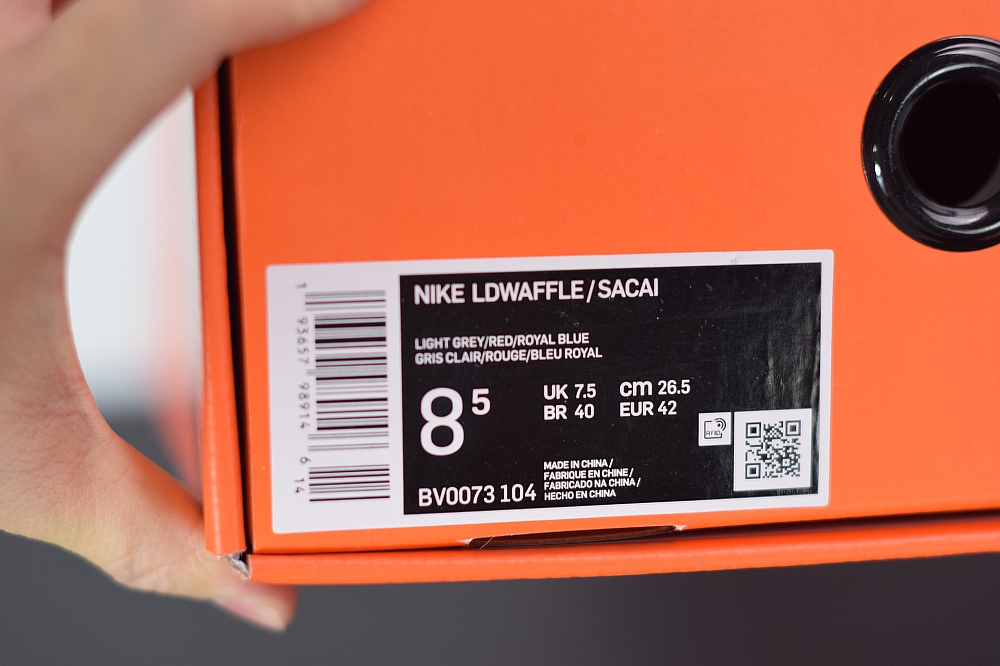 NIKE LDWAFFLE / SACAI
LIGHT GREY/RED/ROYAL BLUE
GRIS CLAIR/ROUGE/BLEU ROYAL
8 5
UK 7.5
BR 40
cm 26.5
EUR 42
RFID
MADE IN CHINA /
FABRIQUE EN CHINE /
FABRICADO NA CHINA /
HECHO EN CHINA
BV0073 104
1 93657 98914 6 14